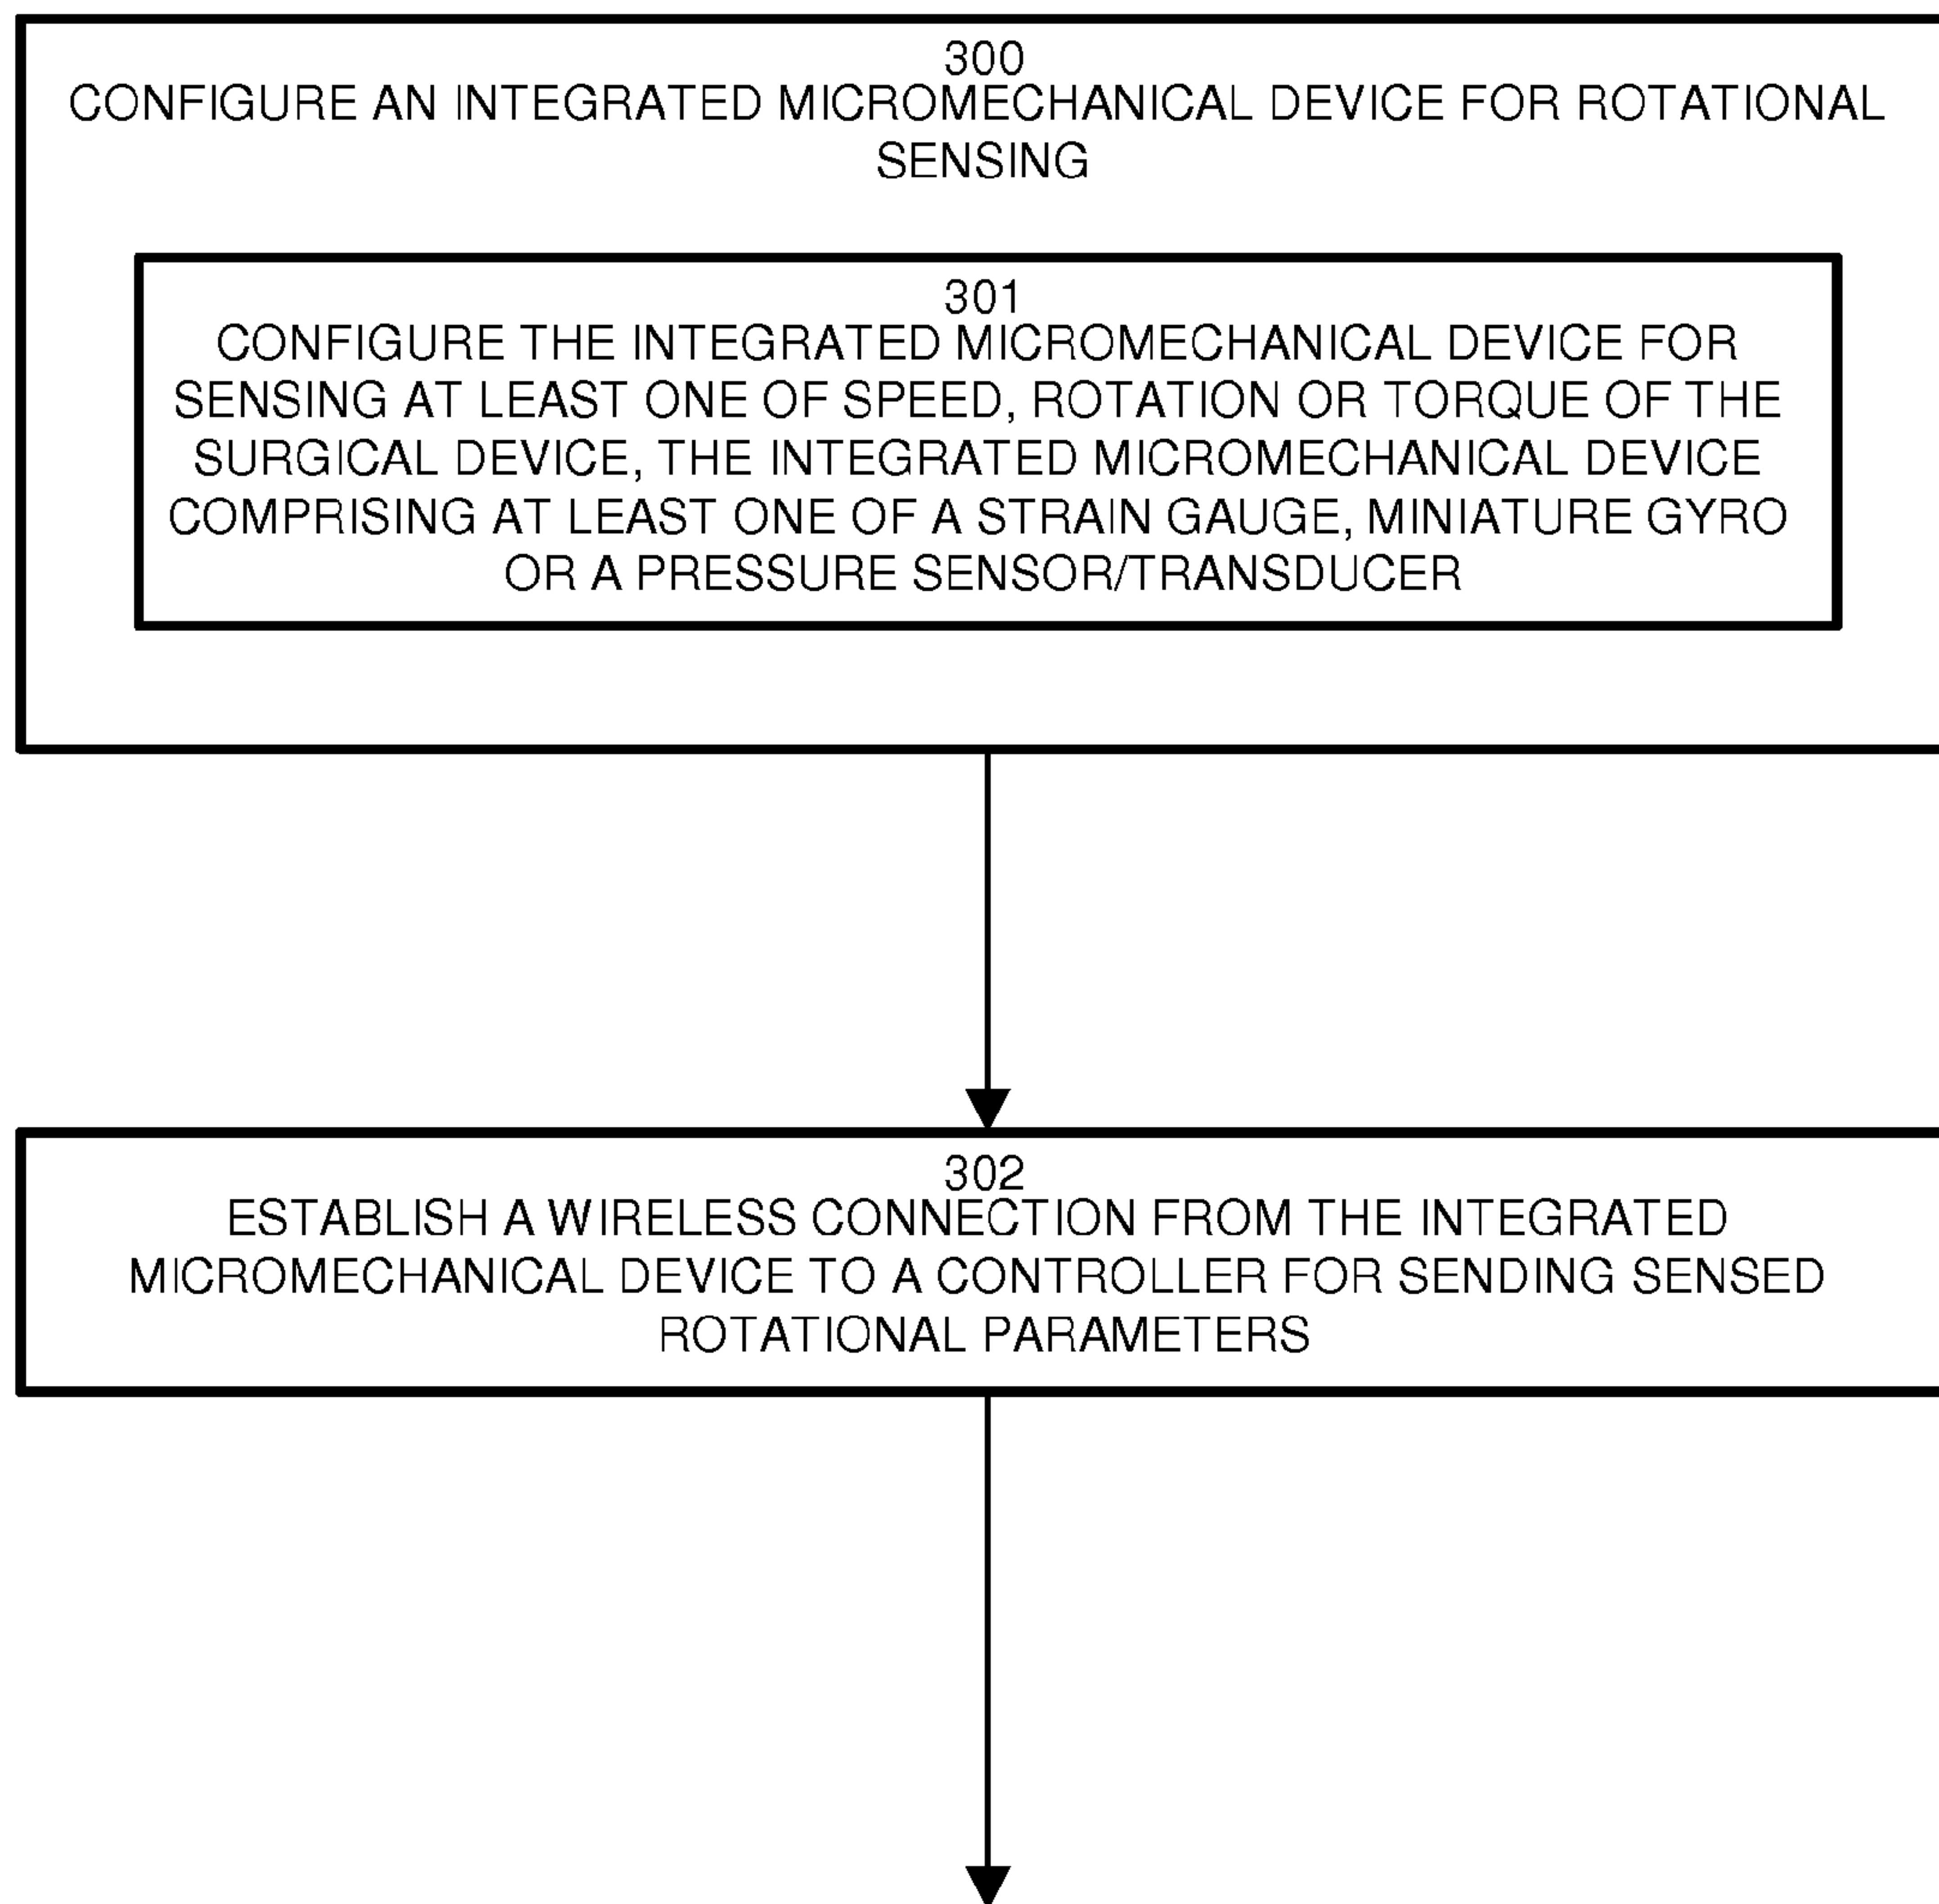 300
CONFIGURE AN INTEGRATED MICROMECHANICAL DEVICE FOR ROTATIONAL
SENSING
301
CONFIGURE THE INTEGRATED MICROMECHANICAL DEVICE FOR
SENSING AT LEAST ONE OF SPEED, ROTATION OR TORQUE OF THE
SURGICAL DEVICE, THE INTEGRATED MICROMECHANICAL DEVICE
COMPRISING AT LEAST ONE OF A STRAIN GAUGE, MINIATURE GYRO
OR A PRESSURE SENSOR/TRANSDUCER
302
ESTABLISH A WIRELESS CONNECTION FROM THE INTEGRATED
MICROMECHANICAL DEVICE TO A CONTROLLER FOR SENDING SENSED
ROTATIONAL PARAMETERS